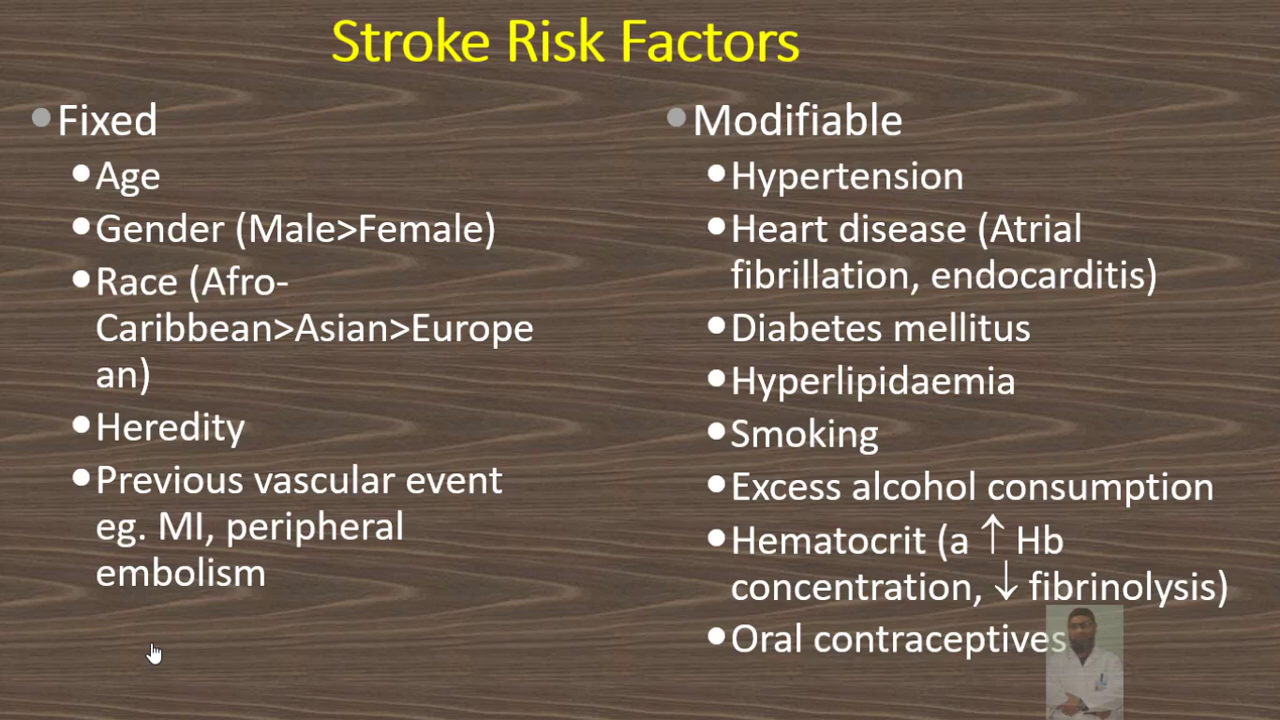 Stroke Risk Factors
Fixed
Age
Gender (Male>Female)
Race (Afro-
Caribbean>Asian>Europe
an)
Heredity
Previous vascular event
eg. MI, peripheral
embolism
Modifiable
Hypertension
Heart disease (Atrial
fibrillation, endocarditis)
Diabetes mellitus
Hyperlipidaemia
Smoking
Excess alcohol consumption
Hematocrit (a ↑ Hb
concentration, ↓ fibrinolysis)
Oral contraceptives